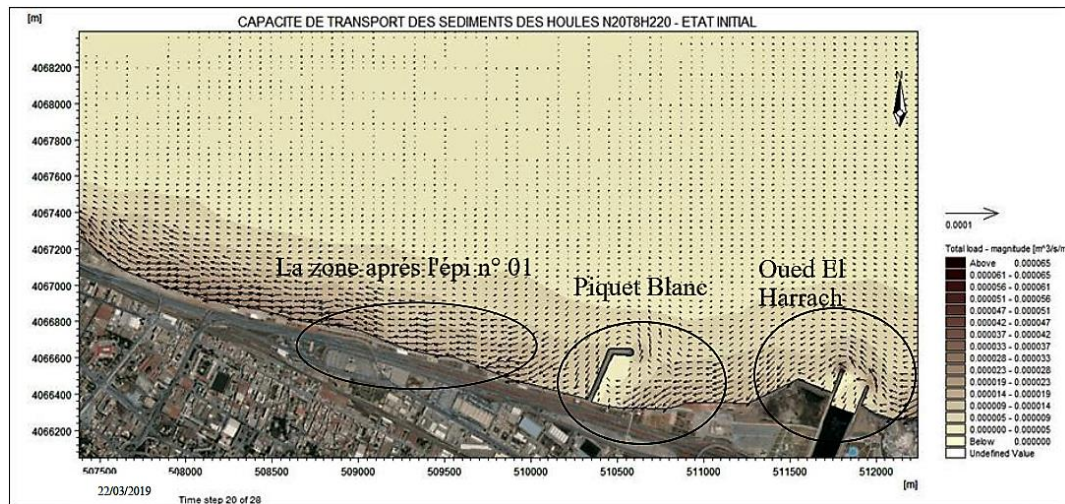 CAPACITE DE TRANSPORT DES SEDIMENTS DES HOULES N20T8H220 - ETAT INITIAL
[m]
4068200
4068000
4067800
4067600
4067400
4067200
4067000
4066800
4066600
4066400
4066200
N
La zone aprés l'épi n° 01
Piquet Blanc
Oued El
Harrach
507500 508000 508500 509000 509500 510000 510500 511000 511500 512000
[m]
22/03/2019
Time step 20 of 28
0.0001
Total load - magnitude [m^3/s/m
Above 0.000065
0.000061 - 0.000065
0.000056 - 0.000061
0.000051 - 0.000056
0.000047 - 0.000051
0.000042 - 0.000047
0.000037 - 0.000042
0.000033 - 0.000037
0.000028 - 0.000033
0.000023 - 0.000028
0.000019 - 0.000023
0.000014 - 0.000019
0.000009 - 0.000014
0.000005 - 0.000009
0.000000 - 0.000005
Below 0.000000
Undefined Value